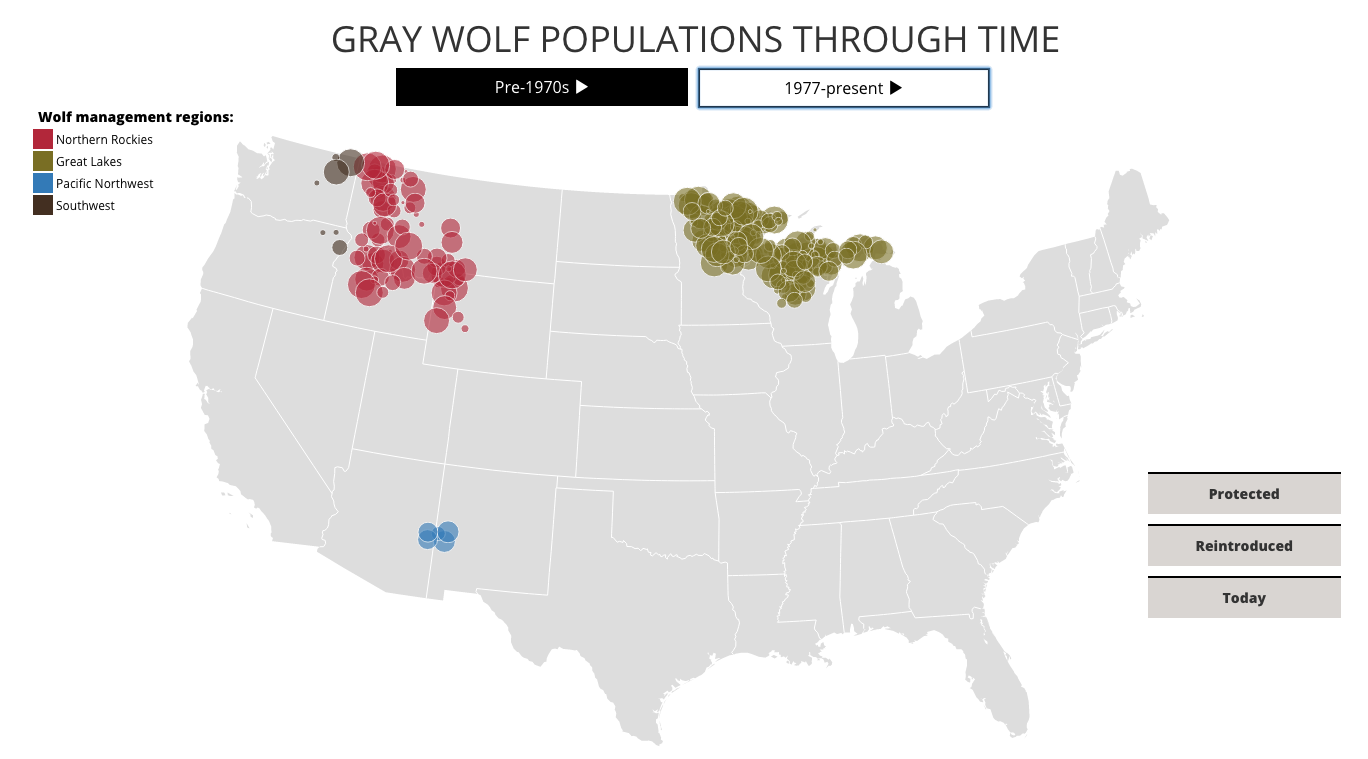 GRAY WOLF POPULATIONS THROUGH TIME
Pre-1970s ▶
1977-present ▶
Wolf management regions:
Northern Rockies
Great Lakes
Pacific Northwest
Southwest
Protected
Reintroduced
Today